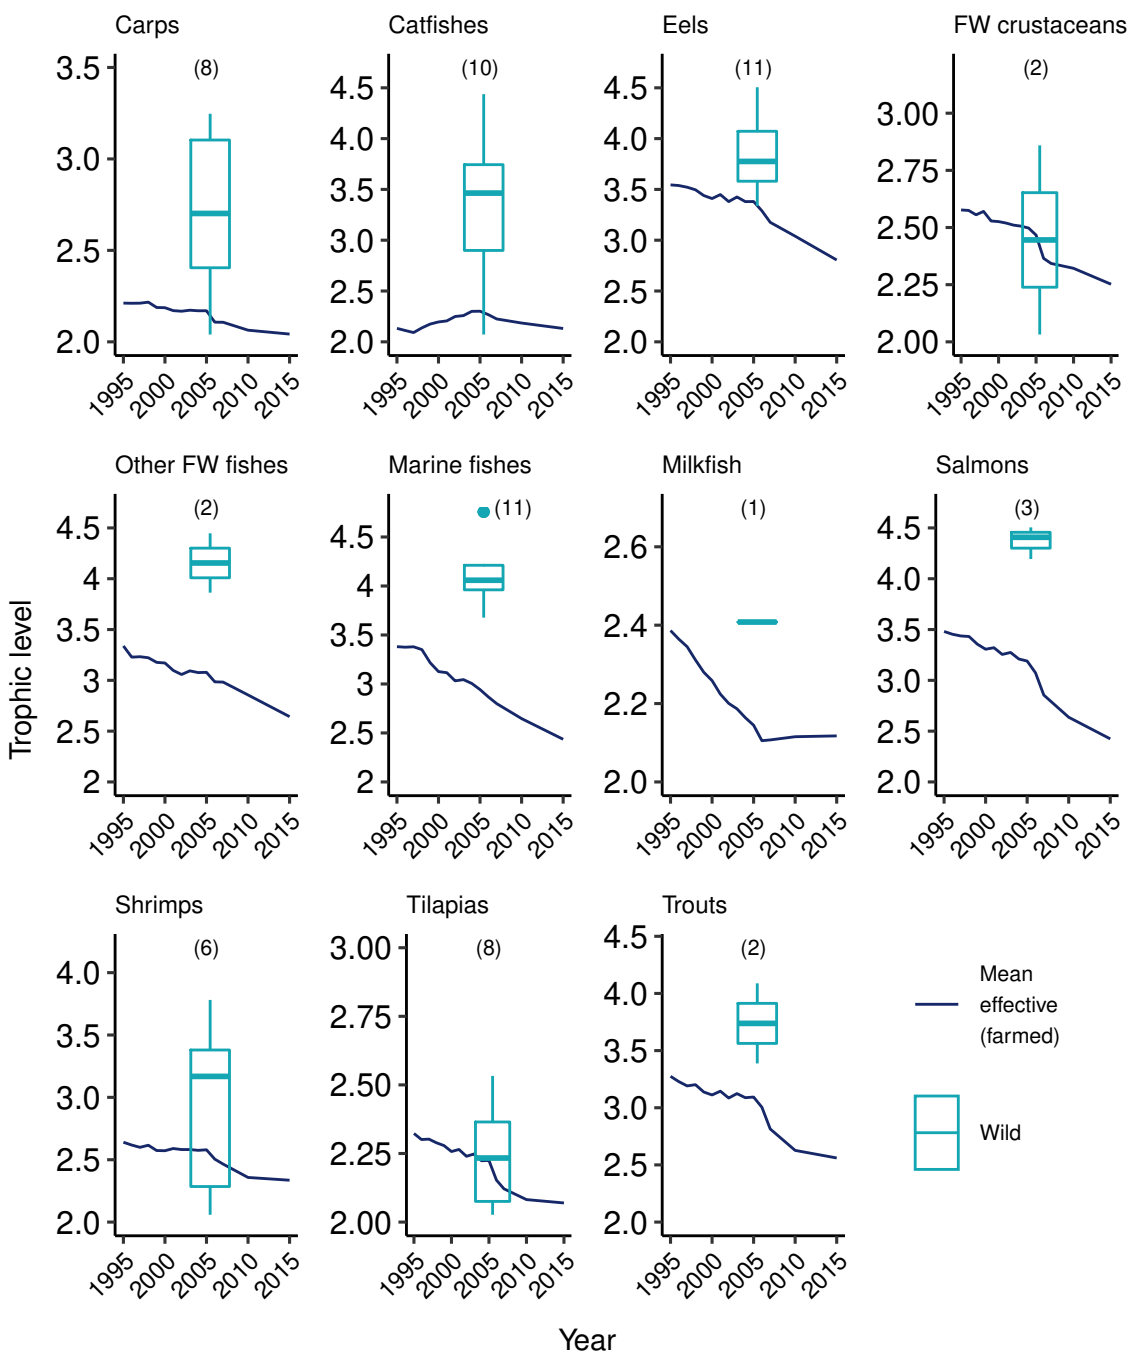 Carps
Catfishes
Eels
FW crustaceans
(8)
(10)
(11)
(2)
3.5
3.0
2.5
2.0
4.5
4.0
3.5
3.0
2.5
2.0
4.5
4.0
3.5
3.0
2.5
2.0
3.00
2.75
2.50
2.25
2.00
1995 2000 2005 2010 2015
1995 2000 2005 2010 2015
1995 2000 2005 2010 2015
1995 2000 2005 2010 2015
Other FW fishes
Marine fishes
Milkfish
Salmons
(2)
(11)
(1)
(3)
4.5
4
3.5
3
2.5
2
4.5
4
3.5
3
2.5
2
2.6
2.4
2.2
2.0
4.5
4.0
3.5
3.0
2.5
2.0
1995 2000 2005 2010 2015
1995 2000 2005 2010 2015
1995 2000 2005 2010 2015
1995 2000 2005 2010 2015
Trophic level
Shrimps
Tilapias
Trouts
(6)
(8)
(2)
4.0
3.5
3.0
2.5
2.0
3.00
2.75
2.50
2.25
2.00
4.5
4.0
3.5
3.0
2.5
2.0
1995 2000 2005 2010 2015
1995 2000 2005 2010 2015
1995 2000 2005 2010 2015
Mean
effective
(farmed)
Wild
Year